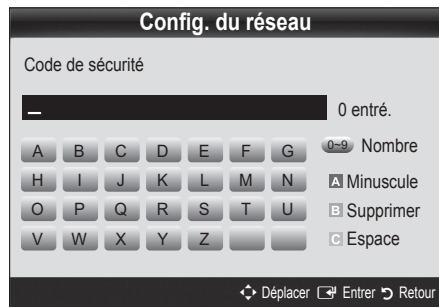 Config. du réseau
Code de sécurité
_ 0 entré.
A B C D E F G 0~9 Nombre
H I J K L M N A Minuscule
O P Q R S T U B Supprimer
V W X Y Z C Espace
Déplacer Entrer Retour